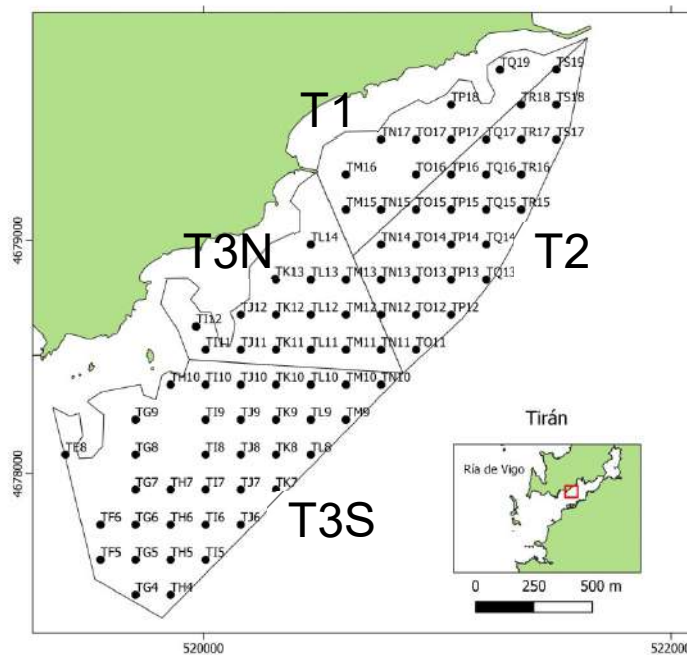 TQ19 TS19
TP18 TR18 TS18
T1
TN17 TO17 TP17 TQ17 TR17 TS17
TM16 TO16 TP16 TQ16 TR16
TM15 TN15 TO15 TP15 TQ15 TR15
4679000
TL14 TN14 TO14 TP14 TQ14
T3N
T2
TK13 TL13 TM13 TN13 TO13 TP13 TQ13
TJ12 TK12 TL12 TM12 TN12 TO12 TP12
TI12
TI11 TJ11 TK11 TL11 TM11 TN11 TO11
TH10 TI10 TJ10 TK10 TL10 TM10 TN10
TG9 TI9 TJ9 TK9 TL9 TM9
Tirán
TE8 TG8 TI8 TJ8 TK8 TL8
Ría de Vigo
4678000
TG7 TH7 TI7 TJ7 TK7
T3S
TF6 TG6 TH6 TI6 TJ6
TF5 TG5 TH5 TI5
0 250 500 m
TG4 TH4
520000 522000